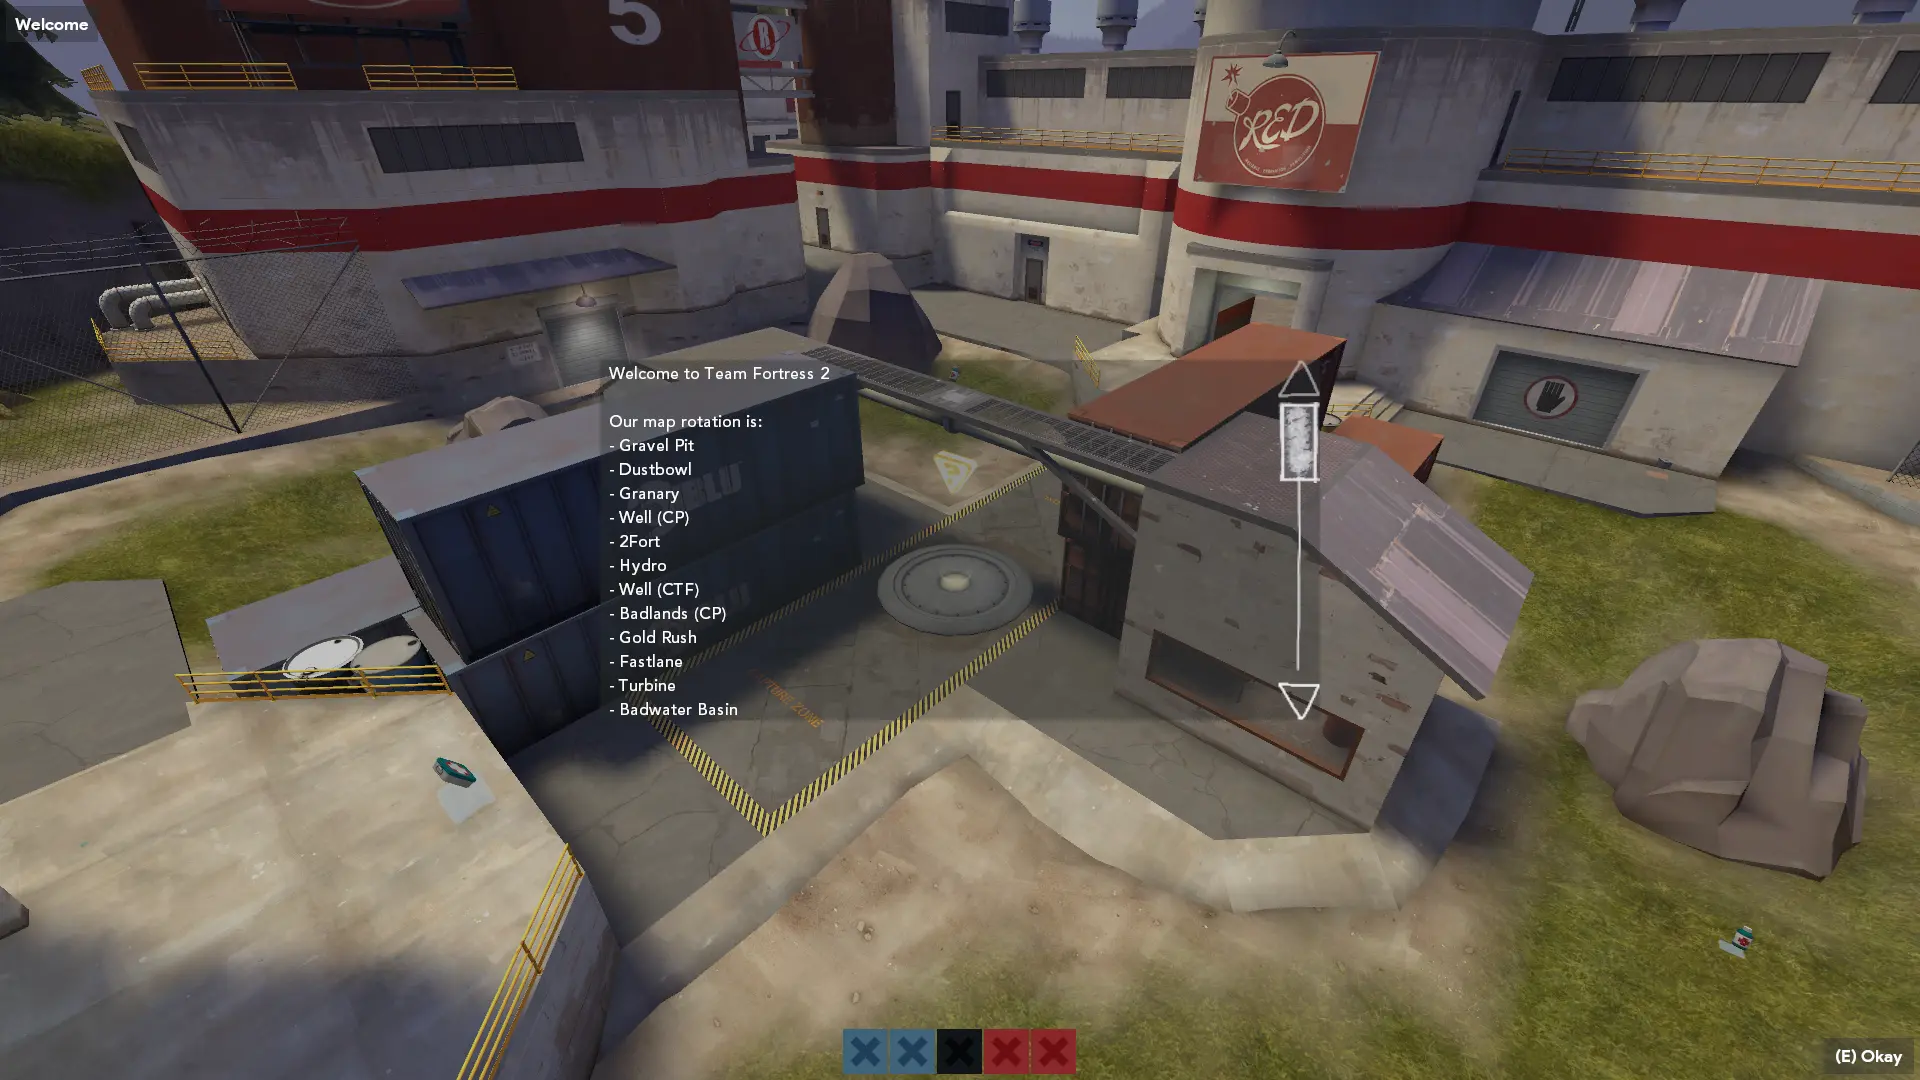 Welcome
5
R
RED
Welcome to Team Fortress 2
Our map rotation is:
- Gravel Pit
- Dustbowl
- Granary
- Well (CP)
- 2Fort
- Hydro
- Well (CTF)
- Badlands (CP)
- Gold Rush
- Fastlane
- Turbine
- Badwater Basin
BLU
(E) Okay